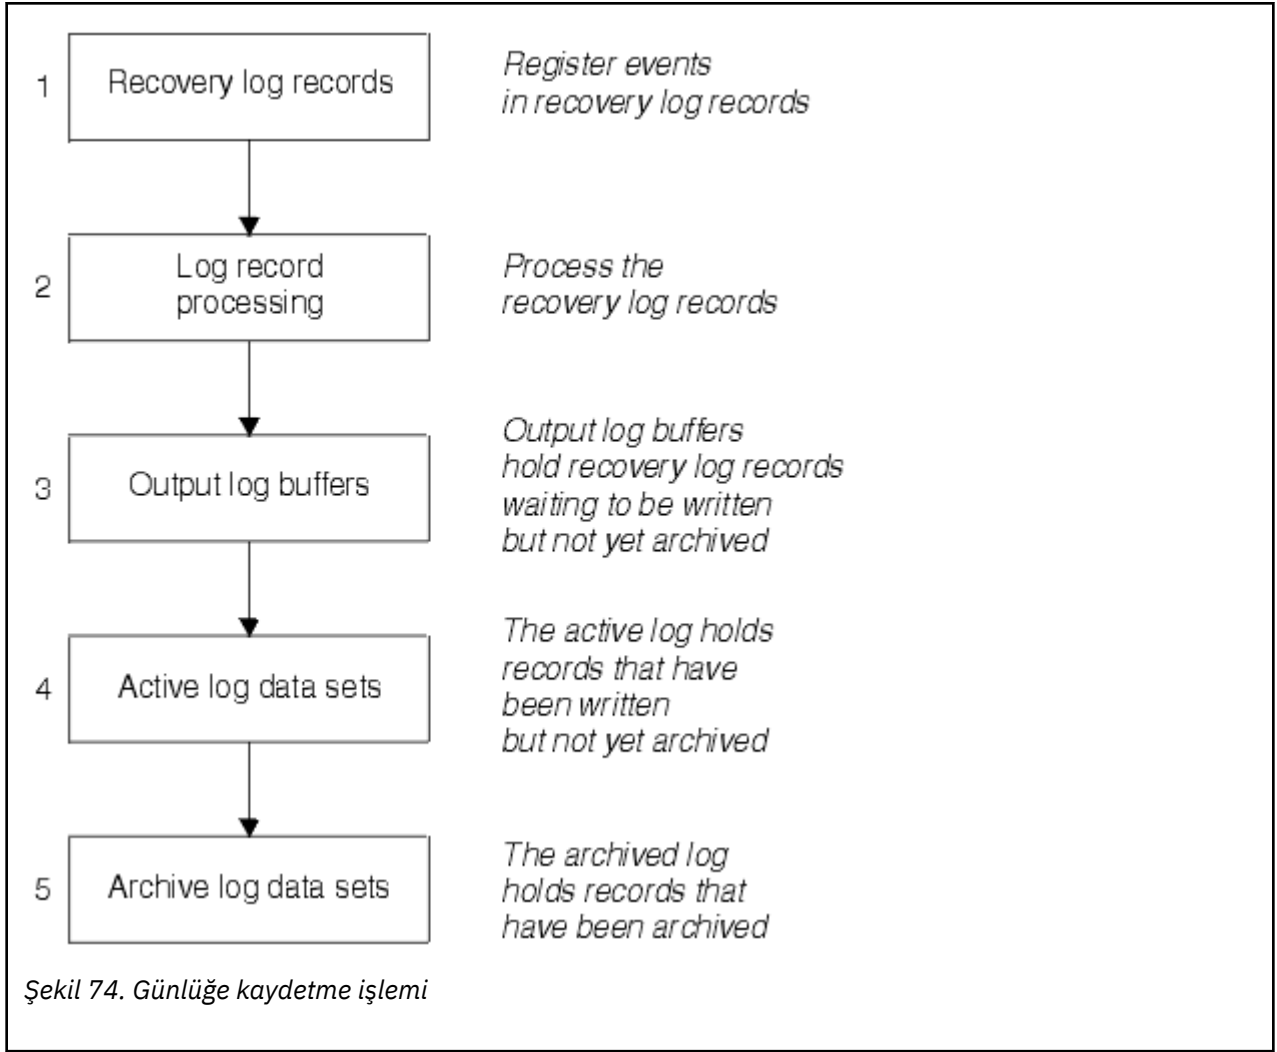 1
Recovery log records
Register events
in recovery log records
2
Log record
processing
Process the
recovery log records
3
Output log buffers
Output log buffers
hold recovery log records
waiting to be written
but not yet archived
4
Active log data sets
The active log holds
records that have
been written
but not yet archived
5
Archive log data sets
The archived log
holds records that
have been archived
Şekil 74. Günlüğe kaydetme işlemi